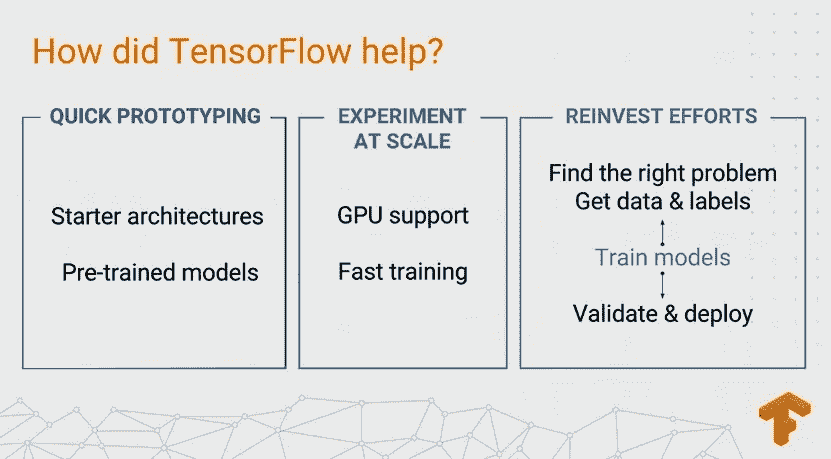 How did TensorFlow help?
QUICK PROTOTYPING
Starter architectures
Pre-trained models
EXPERIMENT
AT SCALE
GPU support
Fast training
REINVEST EFFORTS
Find the right problem
Get data & labels
Train models
Validate & deploy